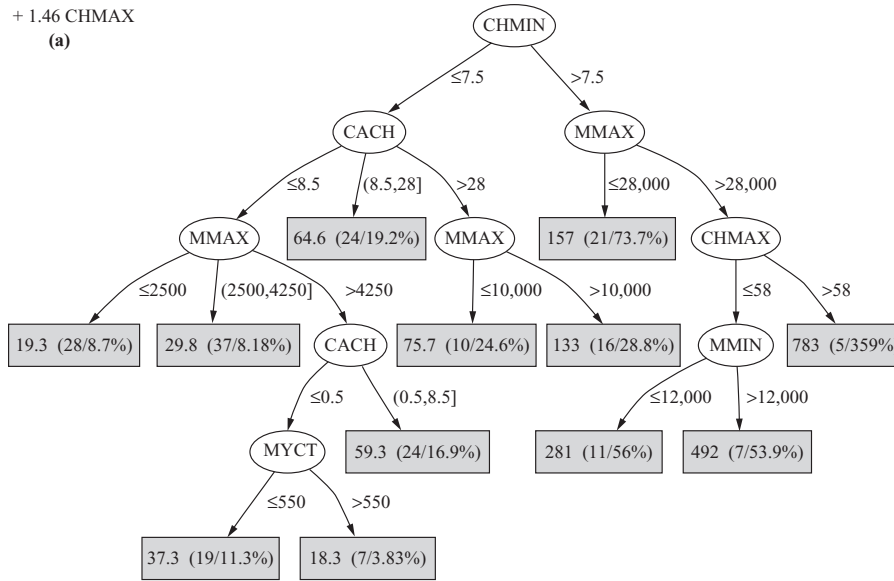 + 1.46 CHMAX
(a)
CHMIN
≤7.5
>7.5
CACH
MMAX
≤8.5
(8.5,28]
>28
≤28,000
>28,000
MMAX
64.6 (24/19.2%)
MMAX
157 (21/73.7%)
CHMAX
≤2500
(2500,4250]
>4250
≤10,000
>10,000
≤58
>58
19.3 (28/8.7%)
29.8 (37/8.18%)
CACH
75.7 (10/24.6%)
133 (16/28.8%)
MMIN
783 (5/359%
≤0.5
(0.5,8.5]
≤12,000
>12,000
MYCT
59.3 (24/16.9%)
281 (11/56%)
492 (7/53.9%)
≤550
>550
37.3 (19/11.3%)
18.3 (7/3.83%)